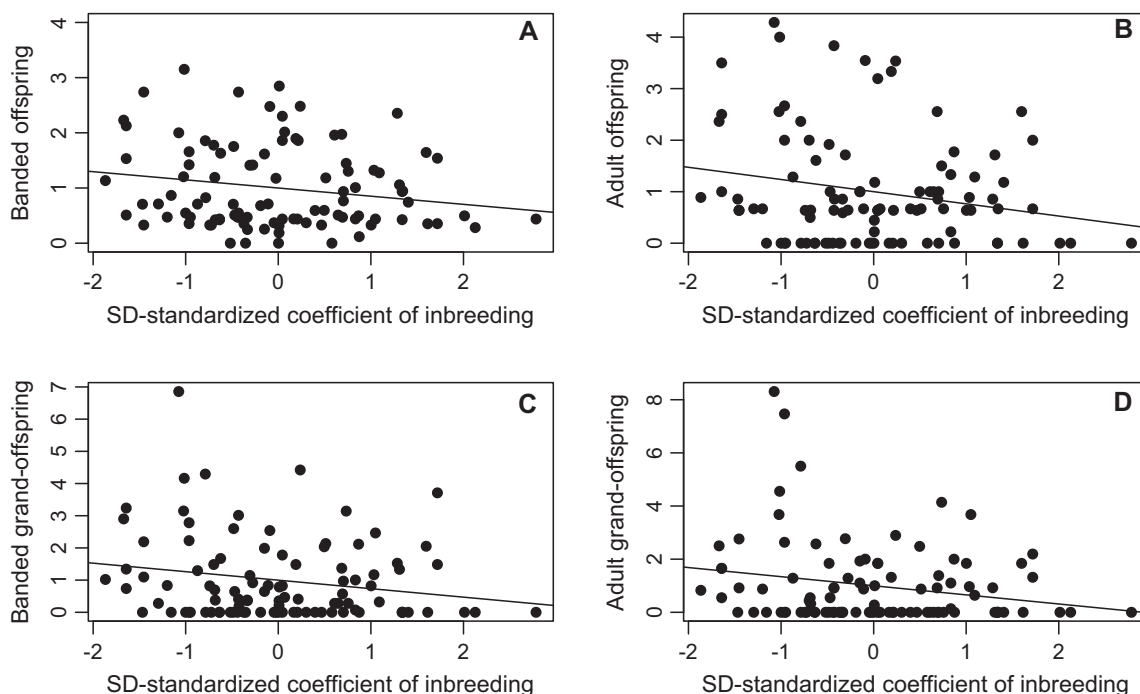 A
Banded offspring
4
3
2
1
0
-2 -1 0 1 2
SD-standardized coefficient of inbreeding
B
Adult offspring
4
3
2
1
0
-2 -1 0 1 2
SD-standardized coefficient of inbreeding
C
Banded grand-offspring
7
6
5
4
3
2
1
0
-2 -1 0 1 2
SD-standardized coefficient of inbreeding
D
Adult grand-offspring
8
6
4
2
0
-2 -1 0 1 2
SD-standardized coefficient of inbreeding